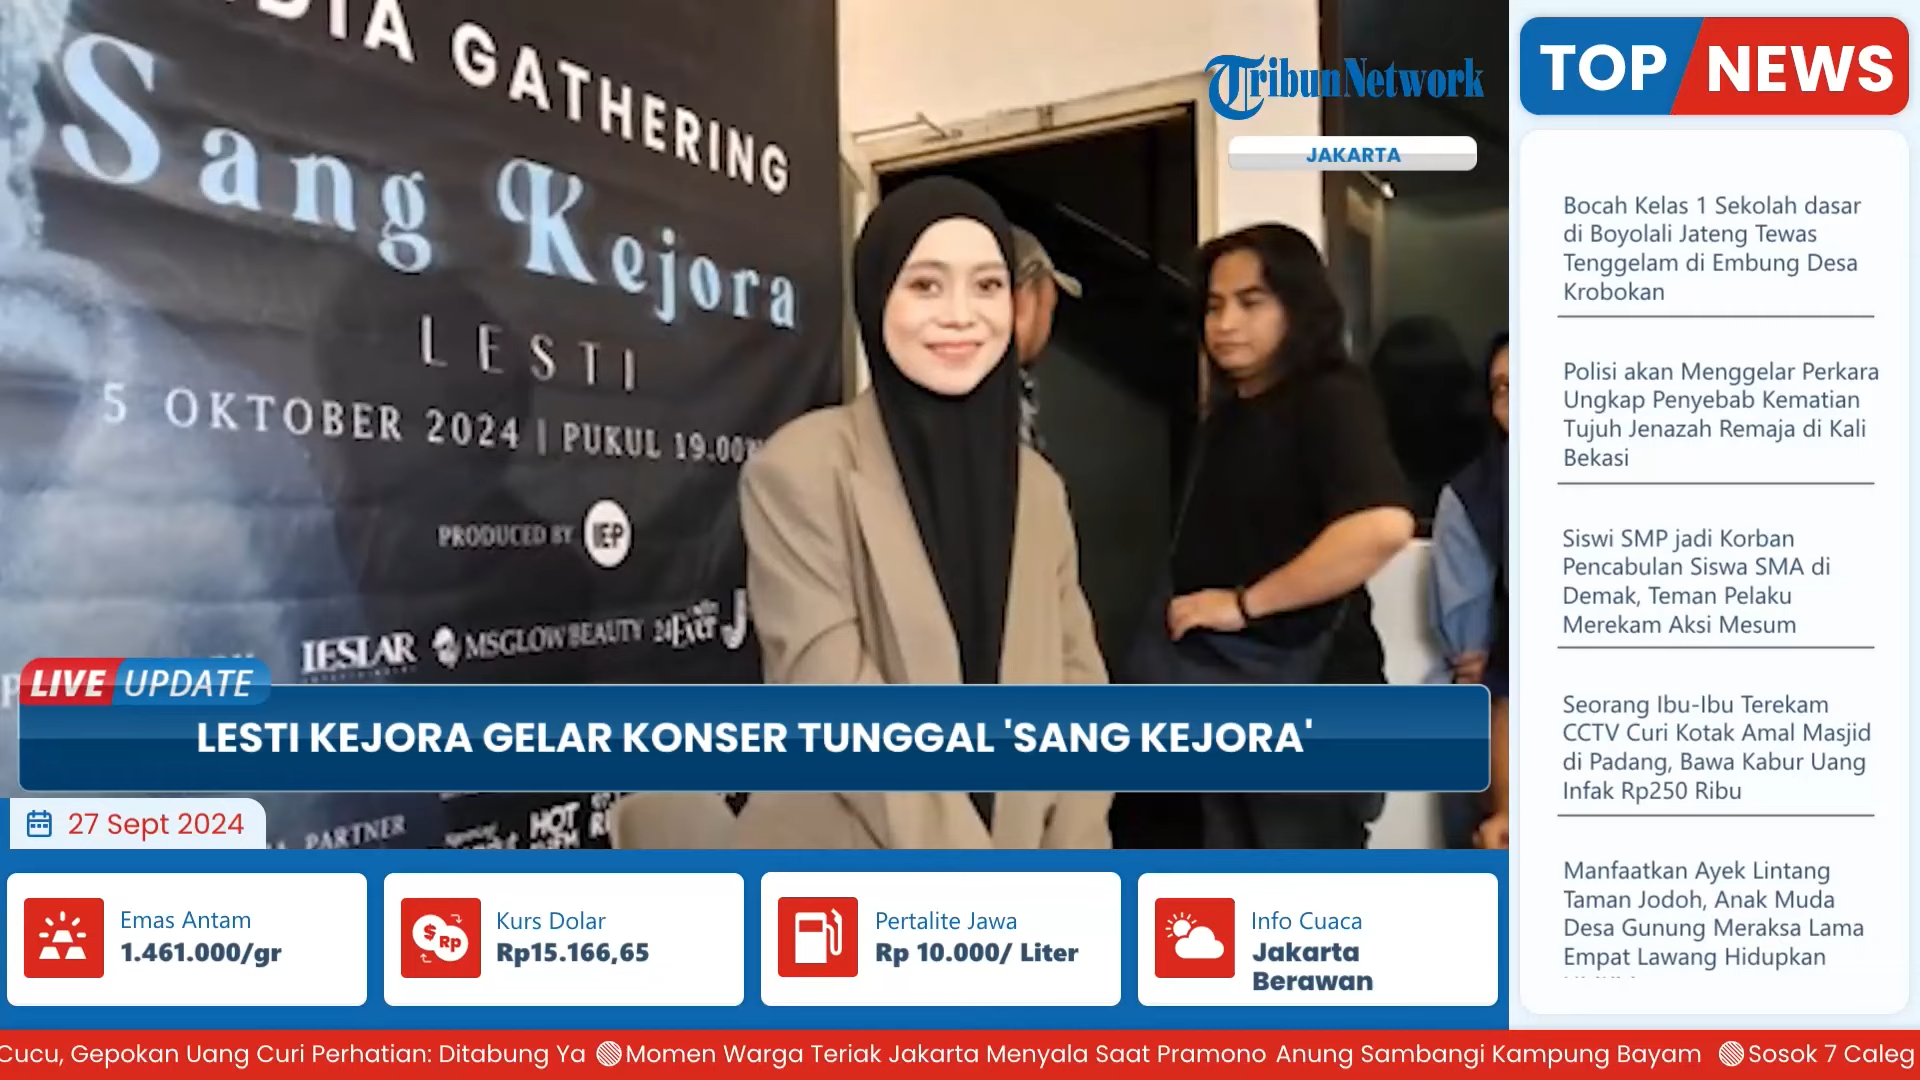 GATHERING
Sang Kejora
LESTI
5 OKTOBER 2024 | PUKUL 19.00
PRODUCED BY IEP
LESLAR MSGLOW BEAUTY
PARTNER
HOT
TribunNetwork
JAKARTA
LIVE UPDATE
LESTI KEJORA GELAR KONSER TUNGGAL 'SANG KEJORA'
27 Sept 2024
Emas Antam
1.461.000/gr
Kurs Dolar
Rp15.166,65
Pertalite Jawa
Rp 10.000/ Liter
Info Cuaca
Jakarta
Berawan
TOP NEWS
Bocah Kelas 1 Sekolah dasar
di Boyolali Jateng Tewas
Tenggelam di Embung Desa
Krobokan
Polisi akan Menggelar Perkara
Ungkap Penyebab Kematian
Tujuh Jenazah Remaja di Kali
Bekasi
Siswi SMP jadi Korban
Pencabulan Siswa SMA di
Demak, Teman Pelaku
Merekam Aksi Mesum
Seorang Ibu-Ibu Terekam
CCTV Curi Kotak Amal Masjid
di Padang, Bawa Kabur Uang
Infak Rp250 Ribu
Manfaatkan Ayek Lintang
Taman Jodoh, Anak Muda
Desa Gunung Meraksa Lama
Empat Lawang Hidupkan
Cucu, Gepokan Uang Curi Perhatian: Ditabung Ya Momen Warga Teriak Jakarta Menyala Saat Pramono Anung Sambangi Kampung Bayam Sosok 7 Caleg